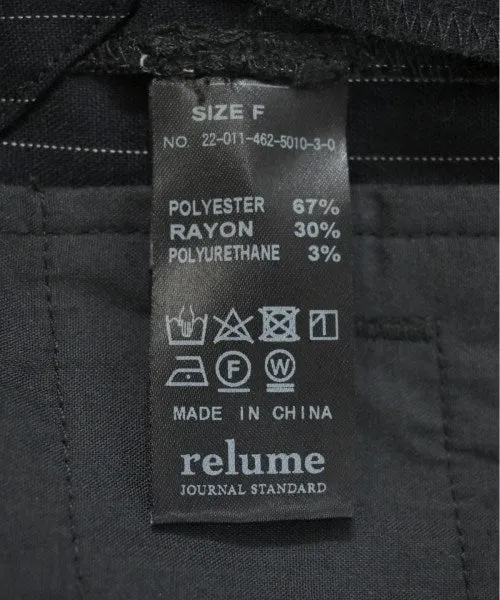 SIZE F
NO. 22-011-462-5010-3-0
POLYESTER 67%
RAYON 30%
POLYURETHANE 3%
F W
MADE IN CHINA
relume
JOURNAL STANDARD